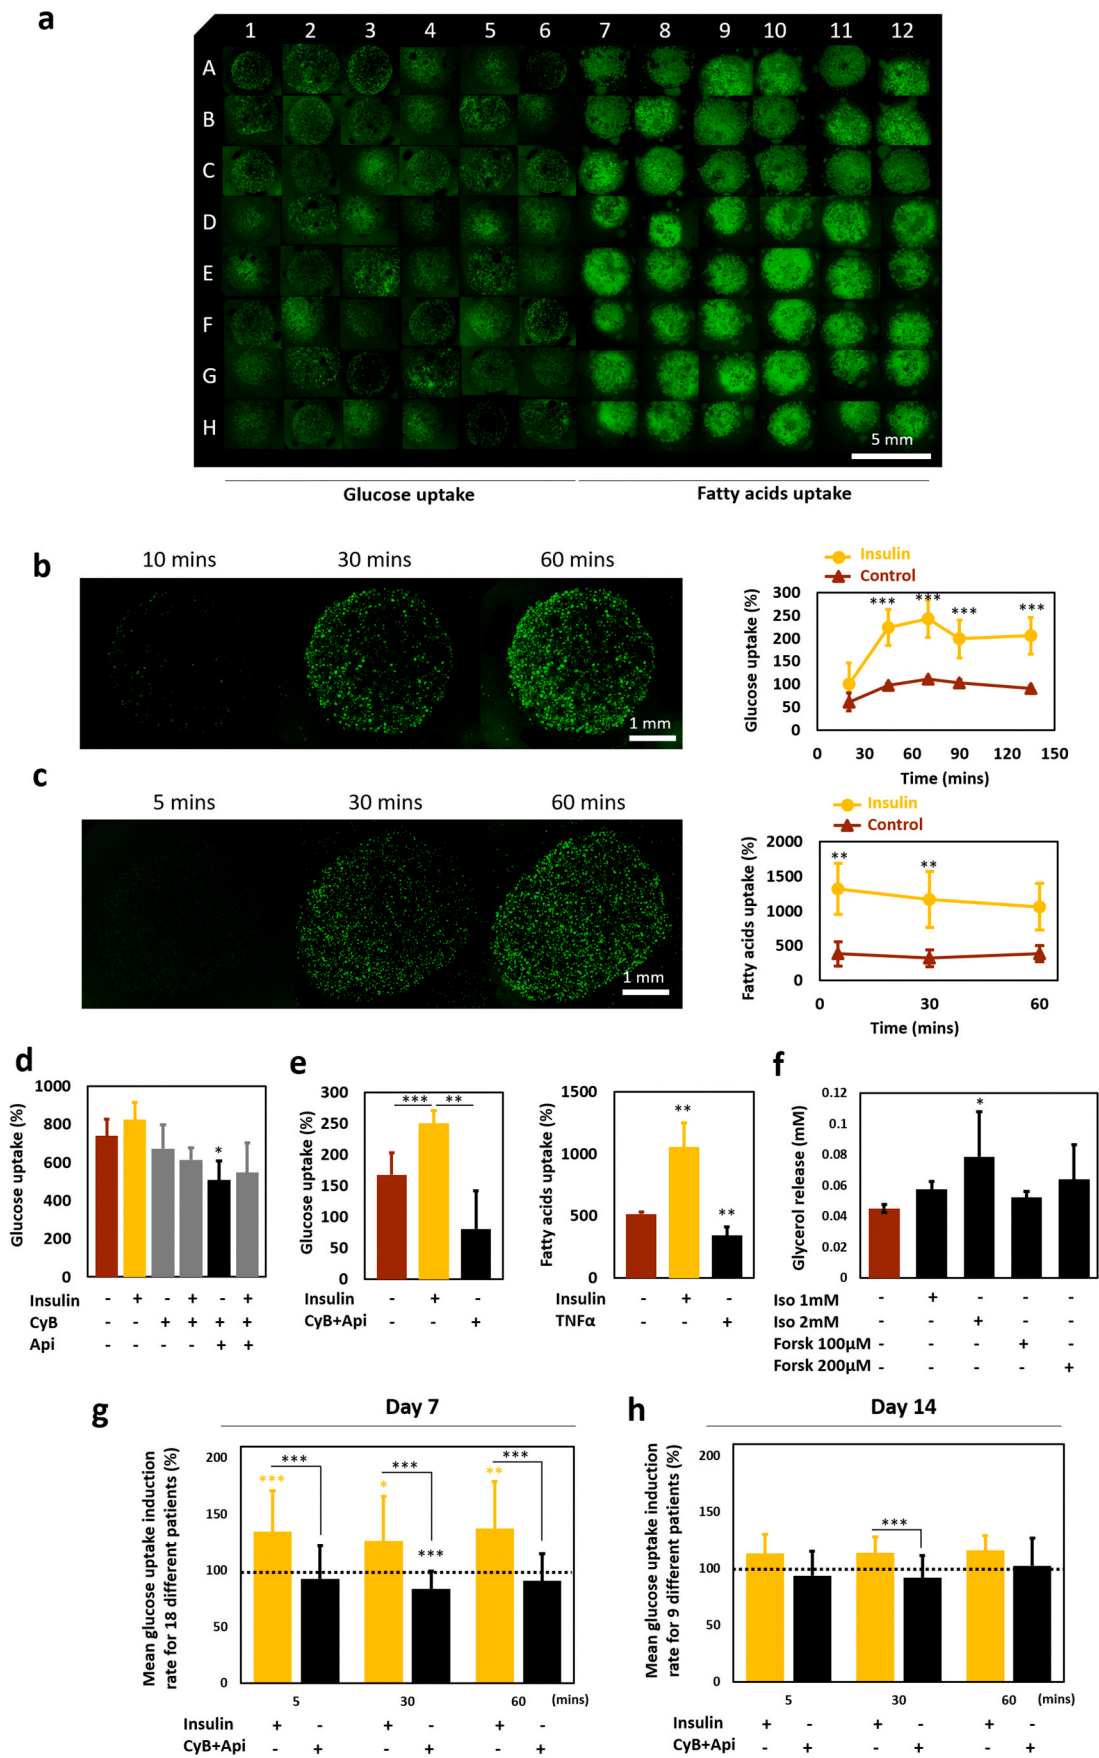 a
1 2 3 4 5 6 7 8 9 10 11 12
A
B
C
D
E
F
G
H
5 mm
Glucose uptake Fatty acids uptake
b
10 mins 30 mins 60 mins
1 mm
Insulin
Control
Glucose uptake (%)
300
250
200
150
100
50
0
*** *** *** ***
0 30 60 90 120 150
Time (mins)
c
5 mins 30 mins 60 mins
1 mm
Insulin
Control
Fatty acids uptake (%)
2000
1500
1000
500
0
** **
0 30 60
Time (mins)
d
Glucose uptake (%)
1000
800
600
400
200
0
*
Insulin - + - + - +
CyB - - + + + +
Api - - - - + +
e
Glucose uptake (%)
300
250
200
150
100
50
0
*** **
Insulin - + -
CyB+Api - - +
Fatty acids uptake (%)
1500
1000
500
0
**
**
Insulin - + -
TNFα - - +
f
Glycerol release (mM)
0.12
0.1
0.08
0.06
0.04
0.02
0
*
Iso 1mM - + - - -
Iso 2mM - - + - -
Forsk 100µM - - - + -
Forsk 200µM - - - - +
g
Day 7
Mean glucose uptake induction
rate for 18 different patients (%)
200
150
100
50
0
*** *** ***
*** * **
***
5 30 60 (mins)
Insulin + - + - + -
CyB+Api - + - + - +
h
Day 14
Mean glucose uptake induction
rate for 9 different patients (%)
200
150
100
50
0
***
5 30 60 (mins)
Insulin + - + - + -
CyB+Api - + - + - +